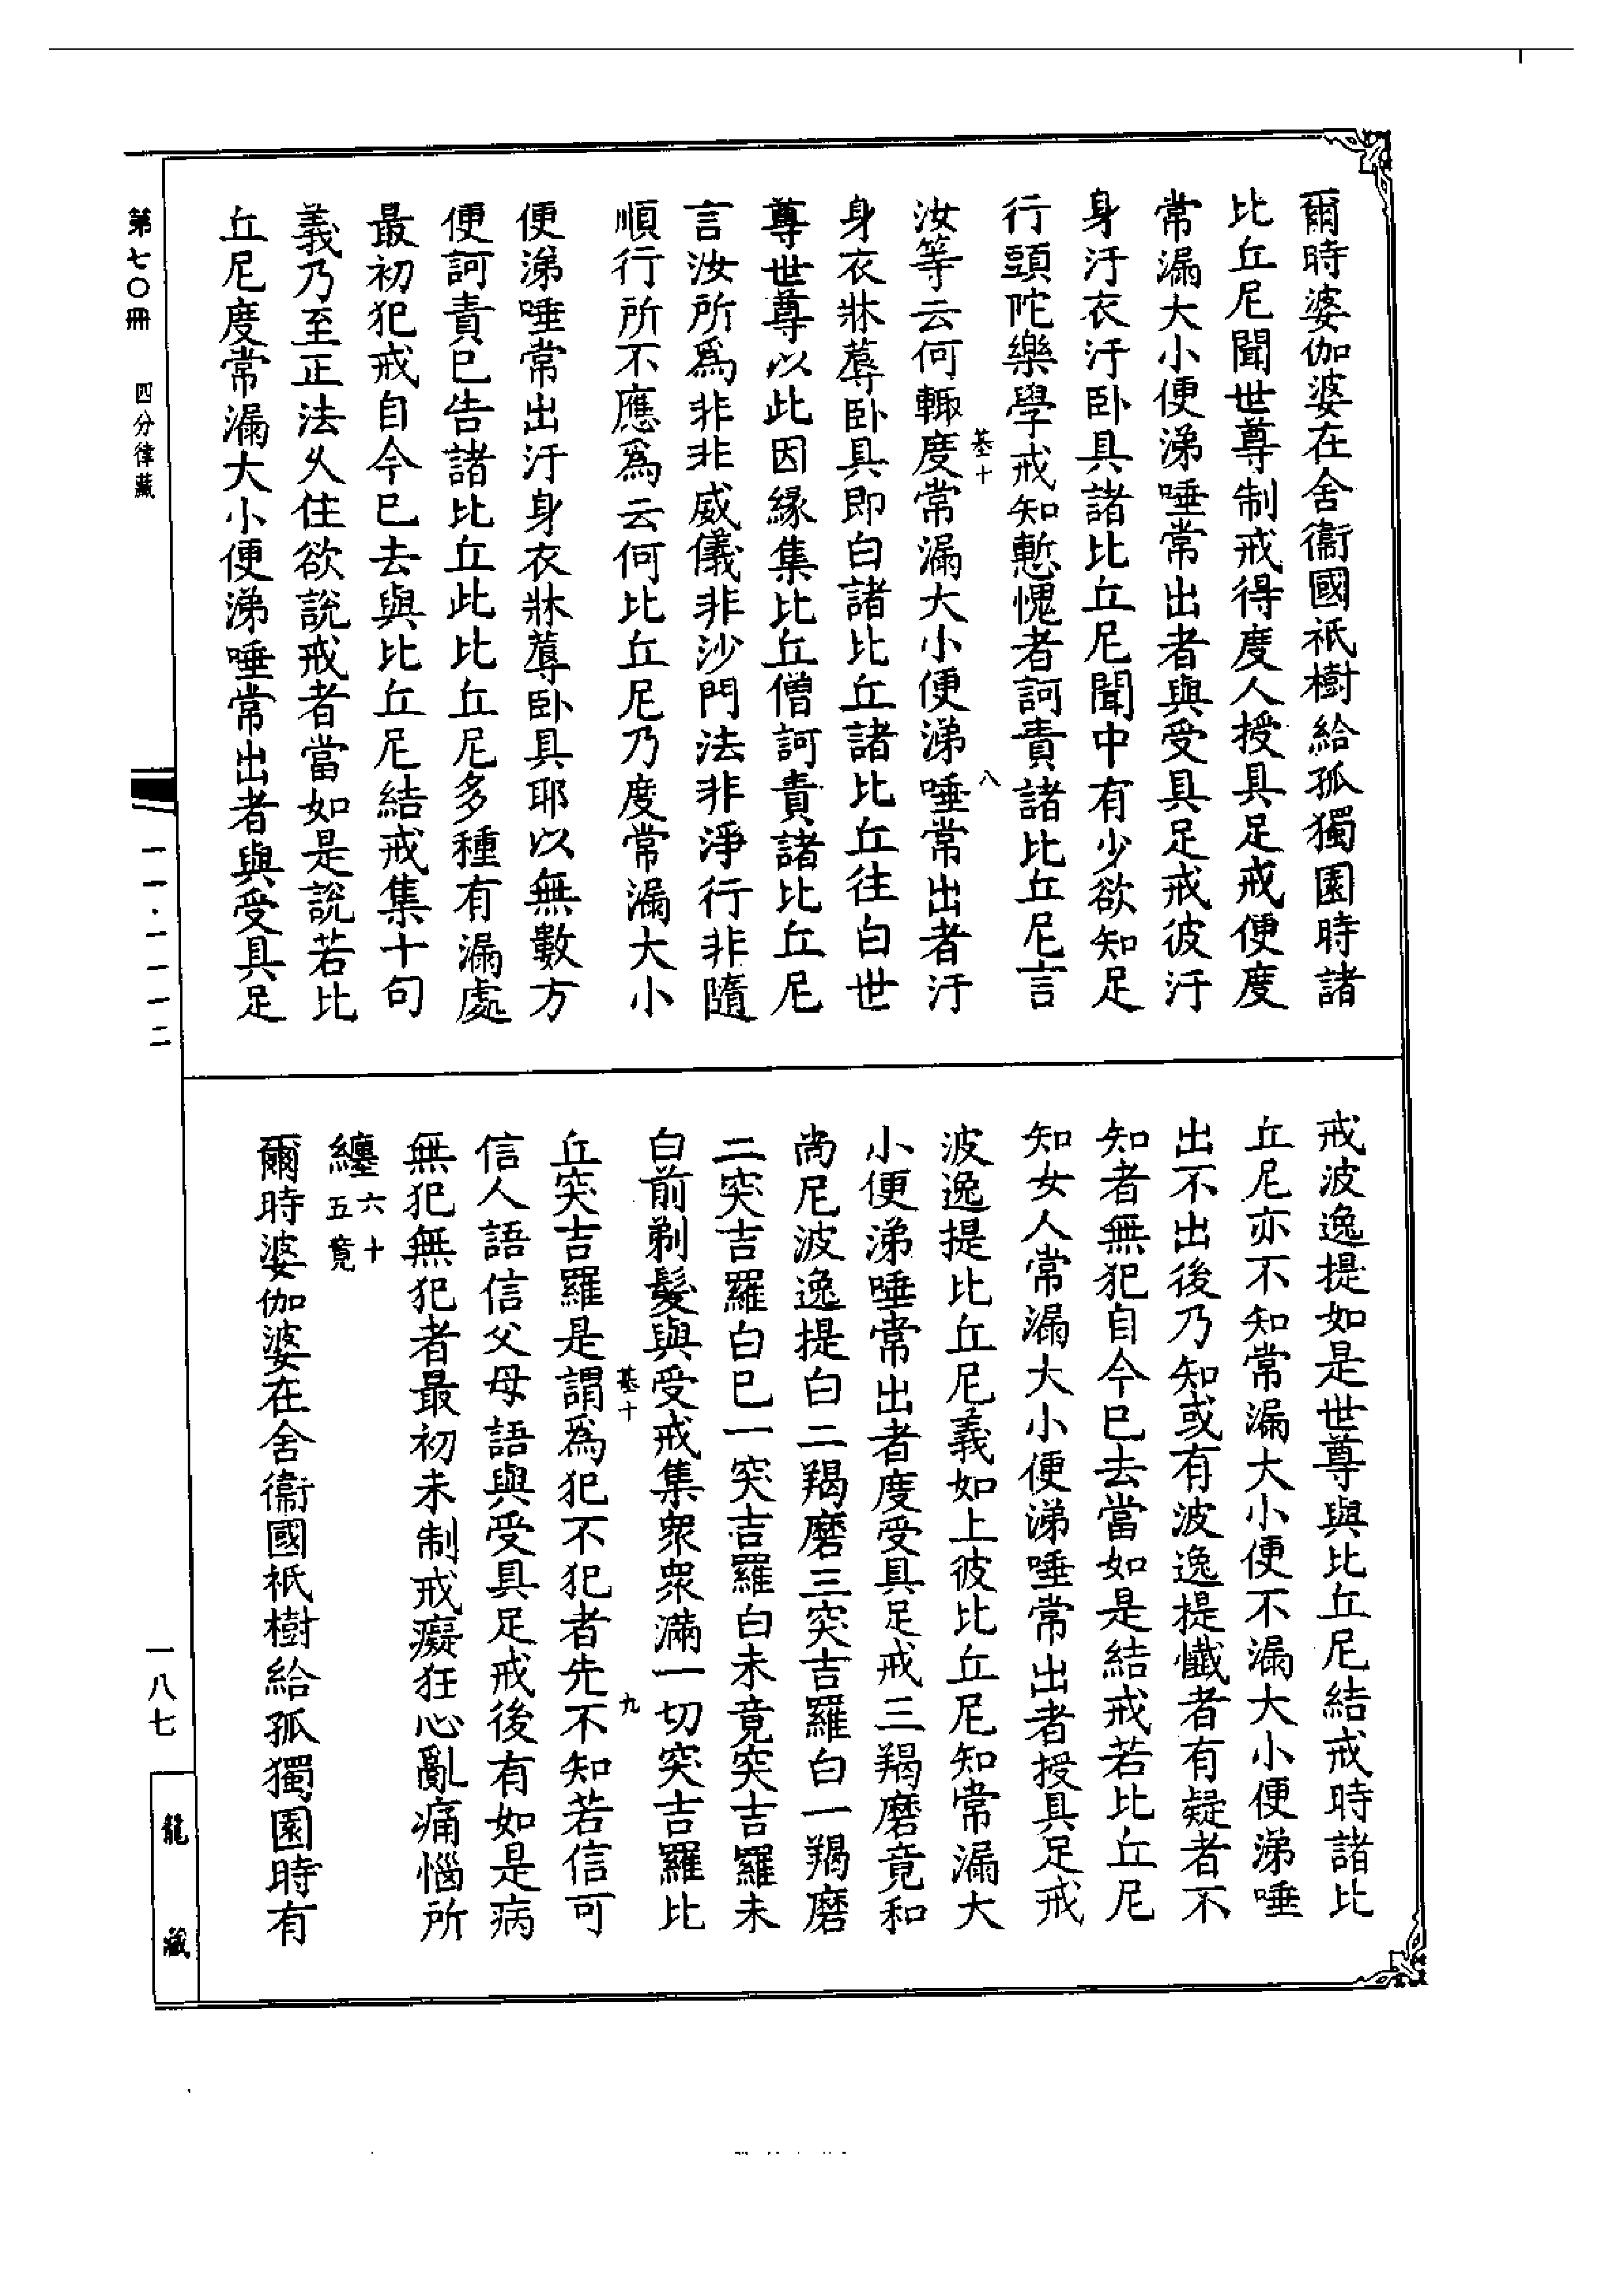 爾時婆伽婆在舍衞國祇樹給孤獨園時諸
比丘尼聞世尊制戒得度人授具足戒便度
常漏大小便涕唾常出者與受具足戒彼汙
身汙衣汙卧具諸比丘尼聞中有少欲知足
行頭陀樂學戒知慙愧者訶責諸比丘尼言
棊十
八
汝等云何輙度常漏大小便涕唾常出者汙
身衣牀蓐卧具即白諸比丘諸比丘往白世
尊世尊以此因緣集比丘僧訶責諸比丘尼
言汝所爲非非威儀非沙門法非淨行非隨
順行所不應爲云何比丘尼乃度常漏大小
便涕唾常出汙身衣牀蓐卧具耶以無數方
便訶責已告諸比丘此比丘尼多種有漏處
最初犯戒自今已去與比丘尼結戒集十句
義乃至正法久住欲說戒者當如是說若比
丘尼度常漏大小便涕唾常出者與受具足
戒波逸提如是世尊與比丘尼結戒時諸比
丘尼亦不知常漏大小便不漏大小便涕唾
出不出後乃知或有波逸提懺者有疑者不
知者無犯自今已去當如是結戒若比丘尼
知女人常漏大小便涕唾常出者授具足戒
波逸提比丘尼義如上彼比丘尼知常漏大
小便涕唾常出者度受具足戒三羯磨竟和
尚尼波逸提白二羯磨三突吉羅白一羯磨
二突吉羅白已一突吉羅白未竟突吉羅未
白前剃髮與受戒集衆衆滿一切突吉羅比
棊十
九
丘突吉羅是謂爲犯不犯者先不知若信可
信人語信父母語與受具足戒後有如是病
無犯無犯者最初未制戒癡狂心亂痛惱所
纏六十五竟
爾時婆伽婆在舍衞國祇樹給孤獨園時有
第七〇冊 四分律藏
一一·一一一二
一八七
龍藏